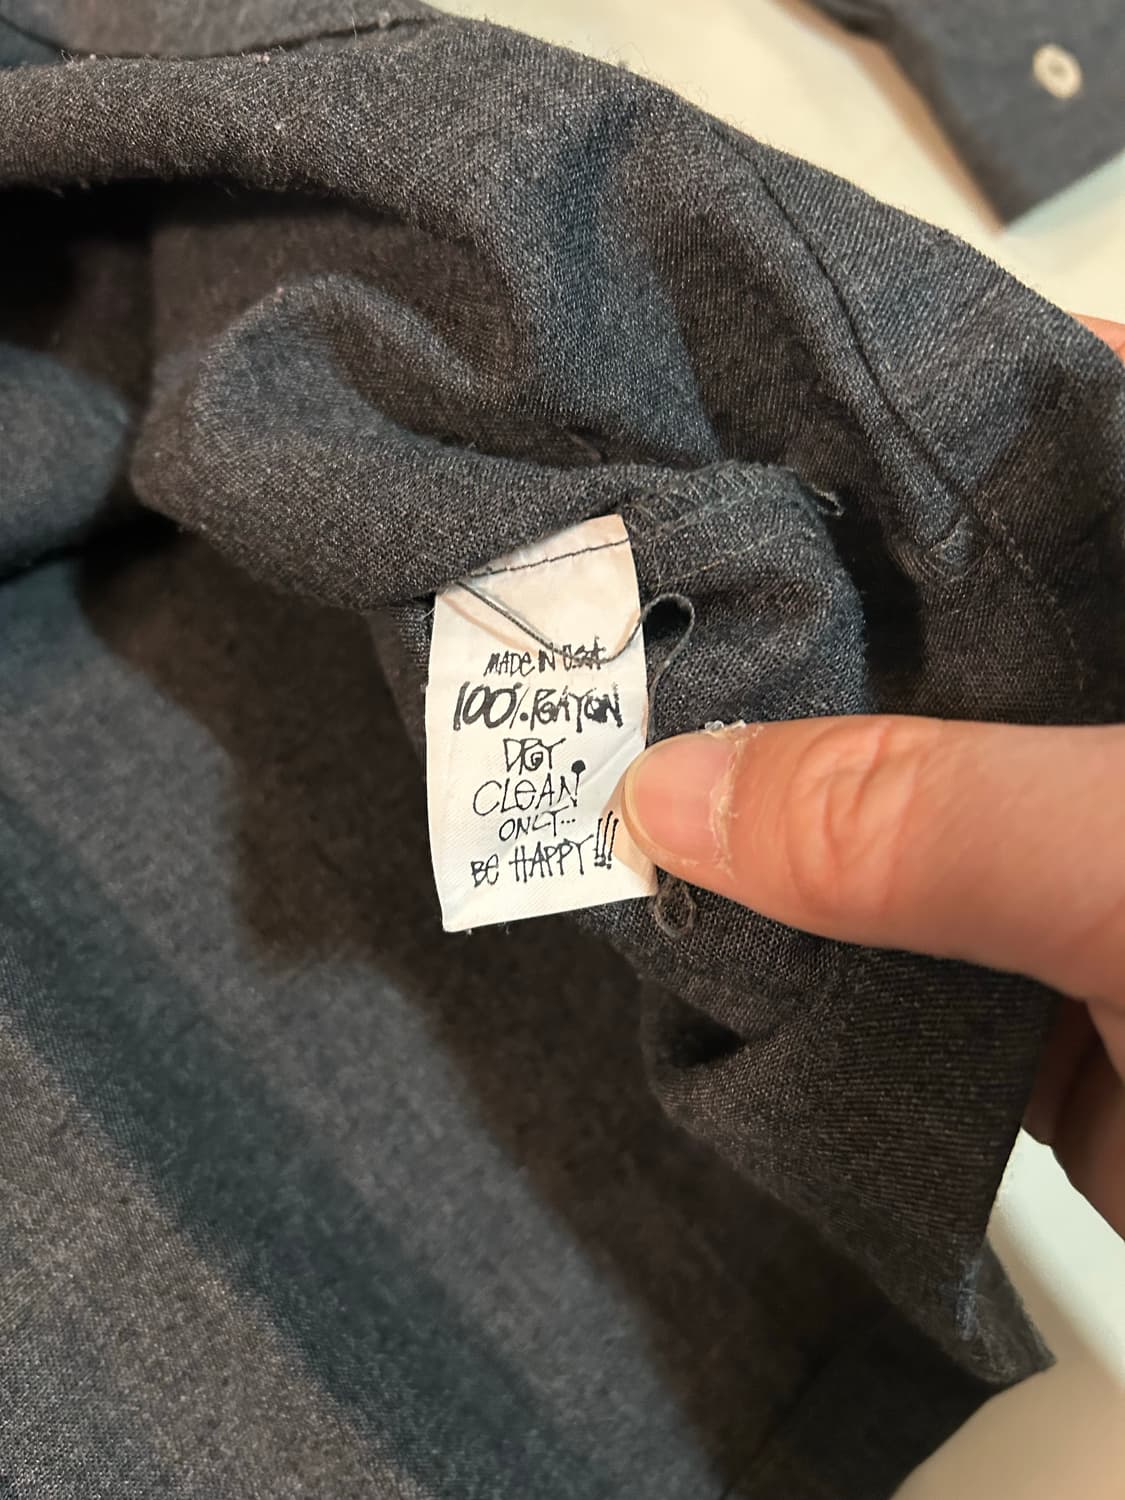 MADE IN USA
100% RAYON
DRY
CLEAN
ONLY...
BE HAPPY!!!